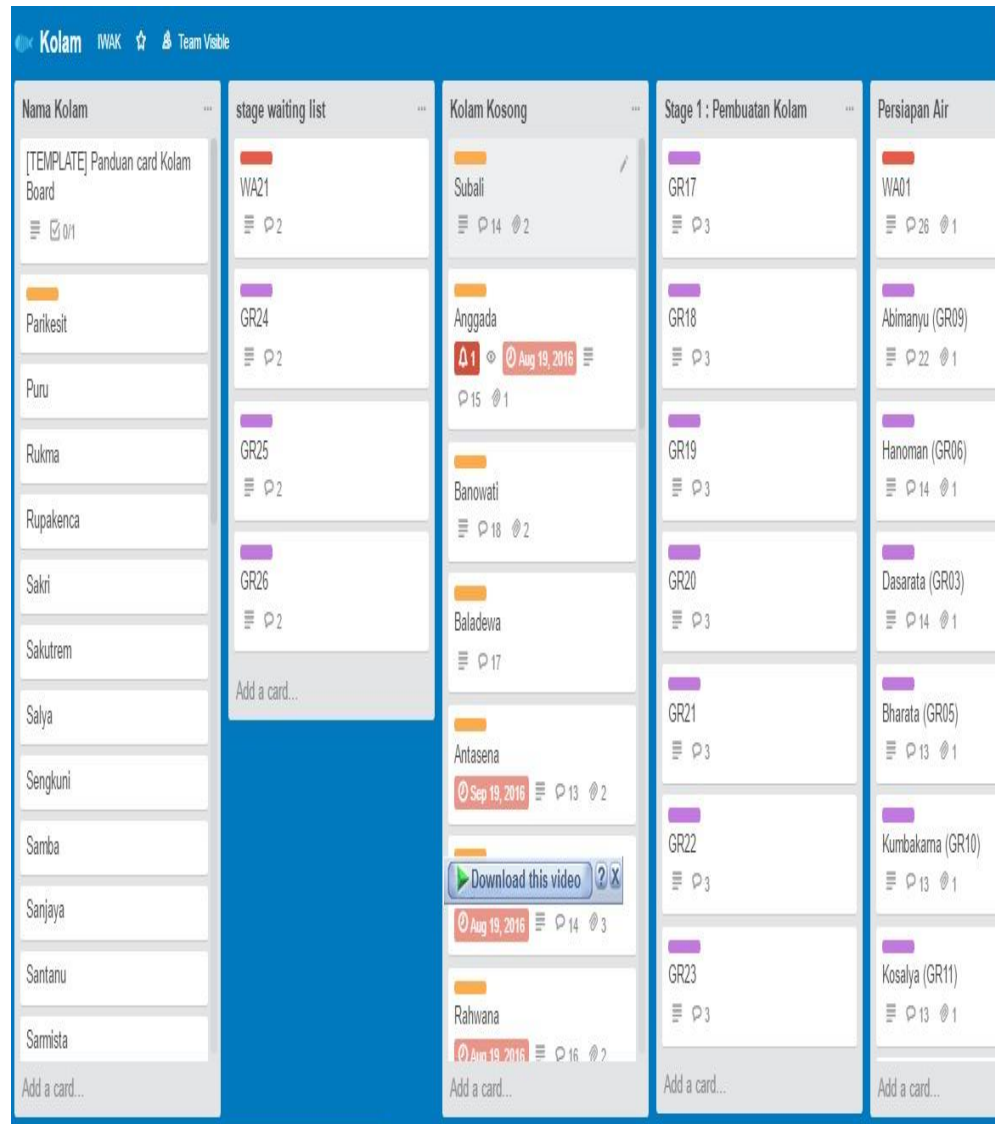 Kolam IWAK Team Visible
Nama Kolam
[TEMPLATE] Panduan card Kolam
Board
0/1
Parikesit
Puru
Rukma
Rupakenca
Sakri
Sakutrem
Salya
Sengkuni
Samba
Sanjaya
Santanu
Sarmista
Add a card...
stage waiting list
WA21
2
GR24
2
GR25
2
GR26
2
Add a card...
Kolam Kosong
Subali
14 2
Anggada
1 Aug 19, 2016
15 1
Banowati
18 2
Baladewa
17
Antasena
Sep 19, 2016 13 2
Download this video ? X
Aug 19, 2016 14 3
Rahwana
Aug 19, 2016 16 2
Add a card...
Stage 1 : Pembuatan Kolam
GR17
3
GR18
3
GR19
3
GR20
3
GR21
3
GR22
3
GR23
3
Add a card...
Persiapan Air
WA01
26 1
Abimanyu (GR09)
22 1
Hanoman (GR06)
14 1
Dasarata (GR03)
14 1
Bharata (GR05)
13 1
Kumbakarna (GR10)
13 1
Kosalya (GR11)
13 1
Add a card...